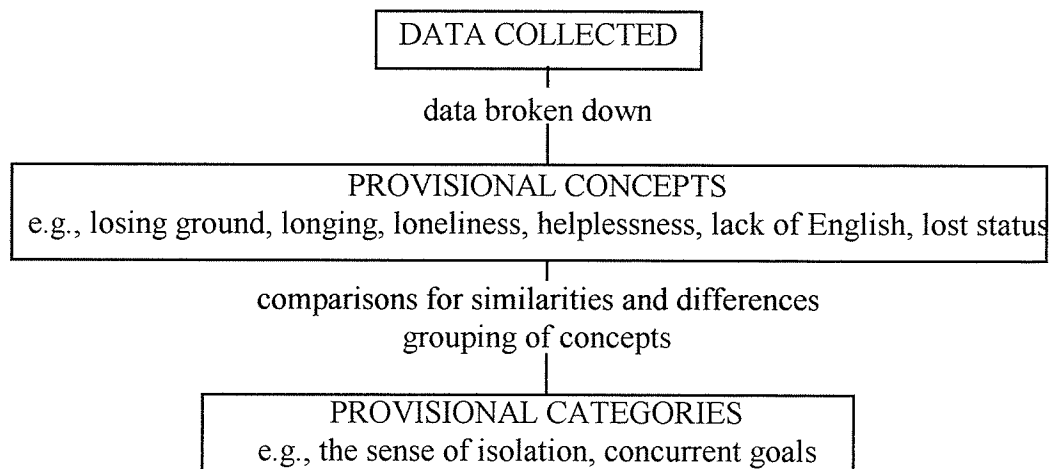 DATA COLLECTED
data broken down
PROVISIONAL CONCEPTS
e.g., losing ground, longing, loneliness, helplessness, lack of English, lost status
comparisons for similarities and differences
grouping of concepts
PROVISIONAL CATEGORIES
e.g., the sense of isolation, concurrent goals